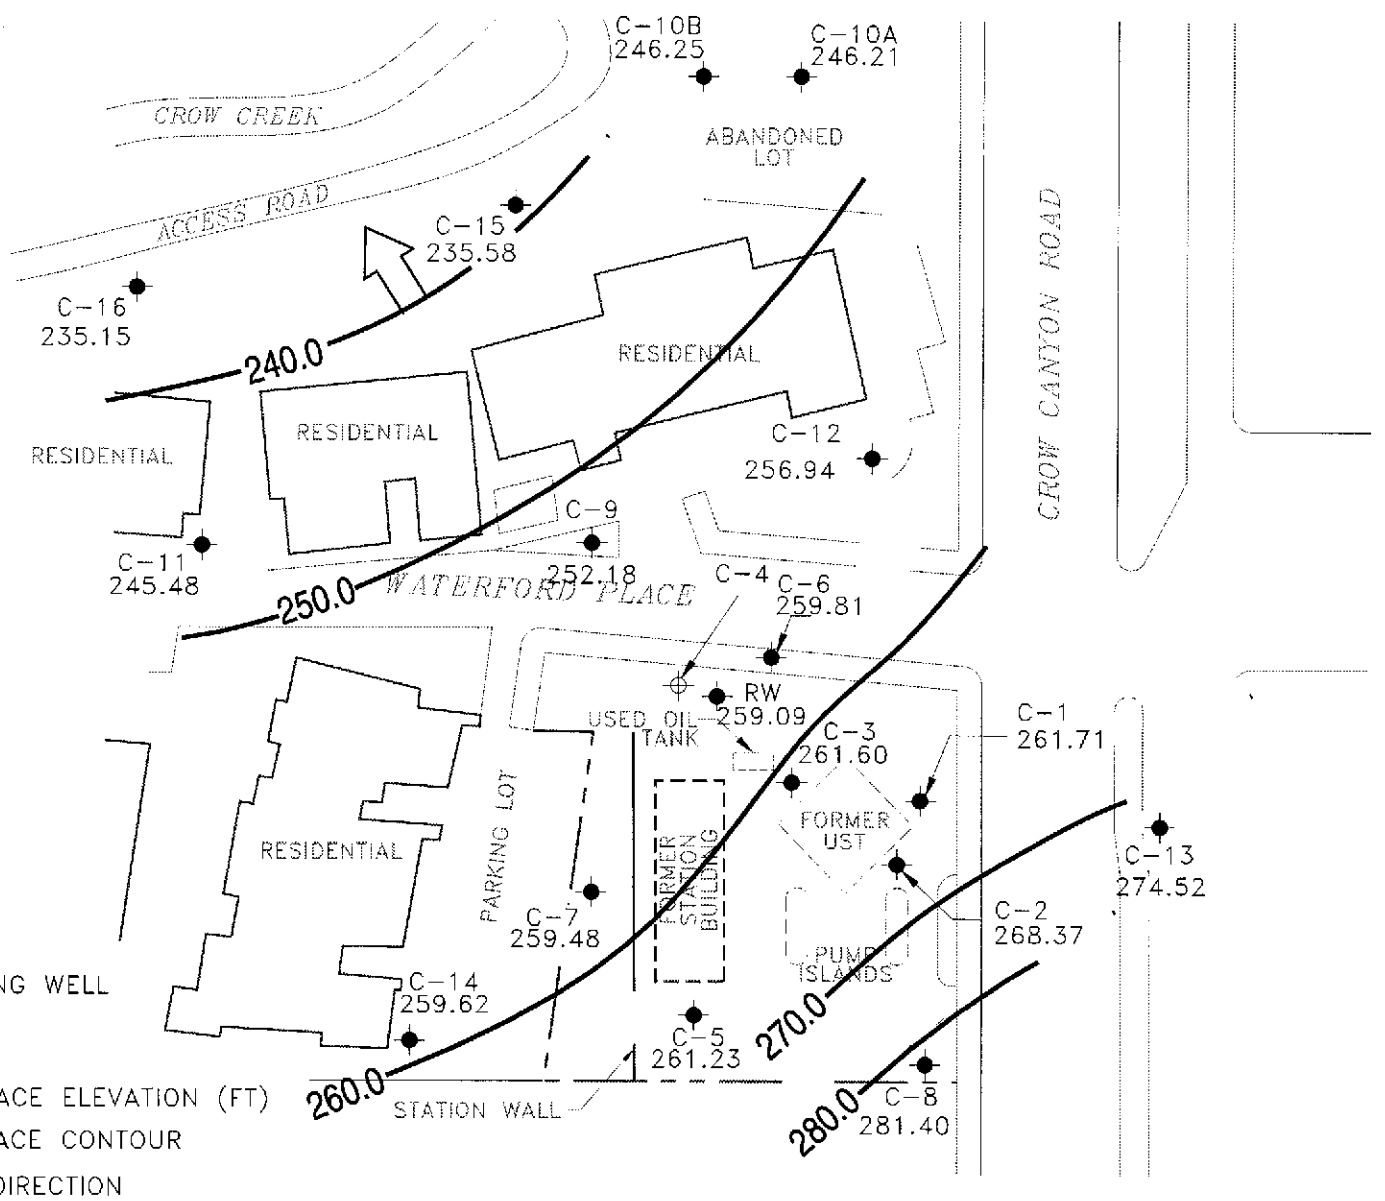 C-10B
246.25
C-10A
246.21
CROW CREEK
ABANDONED
LOT
ACCESS ROAD
C-15
235.58
C-16
235.15
CROW CANYON ROAD
240.0
RESIDENTIAL
RESIDENTIAL
RESIDENTIAL
C-12
256.94
C-9
252.18
C-11
245.48
250.0
WATERFORD PLACE
C-4
C-6
259.81
RW
259.09
USED OIL
TANK
C-3
261.60
C-1
261.71
FORMER
UST
RESIDENTIAL
PARKING LOT
FORMER
STATION
BUILDING
C-13
274.52
C-7
259.48
C-2
268.37
PUMP
ISLANDS
NG WELL
C-14
259.62
270.0
C-5
261.23
260.0
ACE ELEVATION (FT)
STATION WALL
280.0
C-8
281.40
ACE CONTOUR
DIRECTION